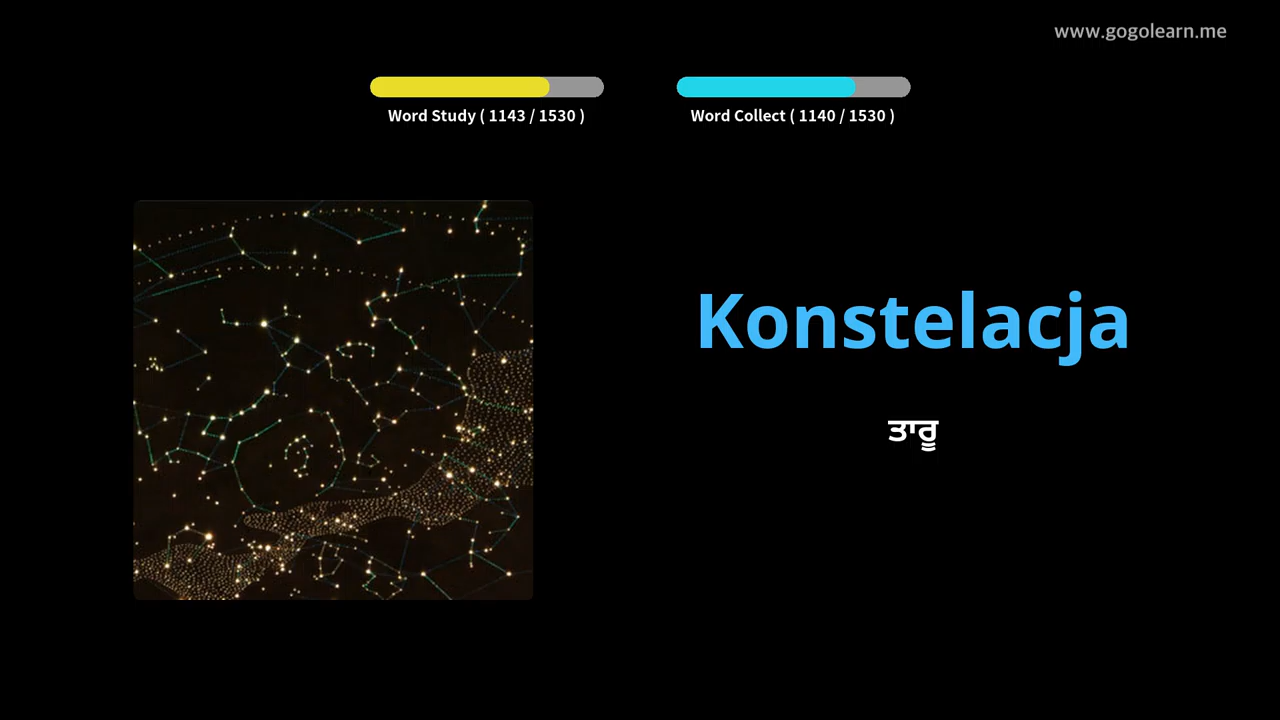 www.gogolearn.me
Word Study ( 1143 / 1530 )
Word Collect ( 1140 / 1530 )
Konstelacja
ਤਾਰੂ